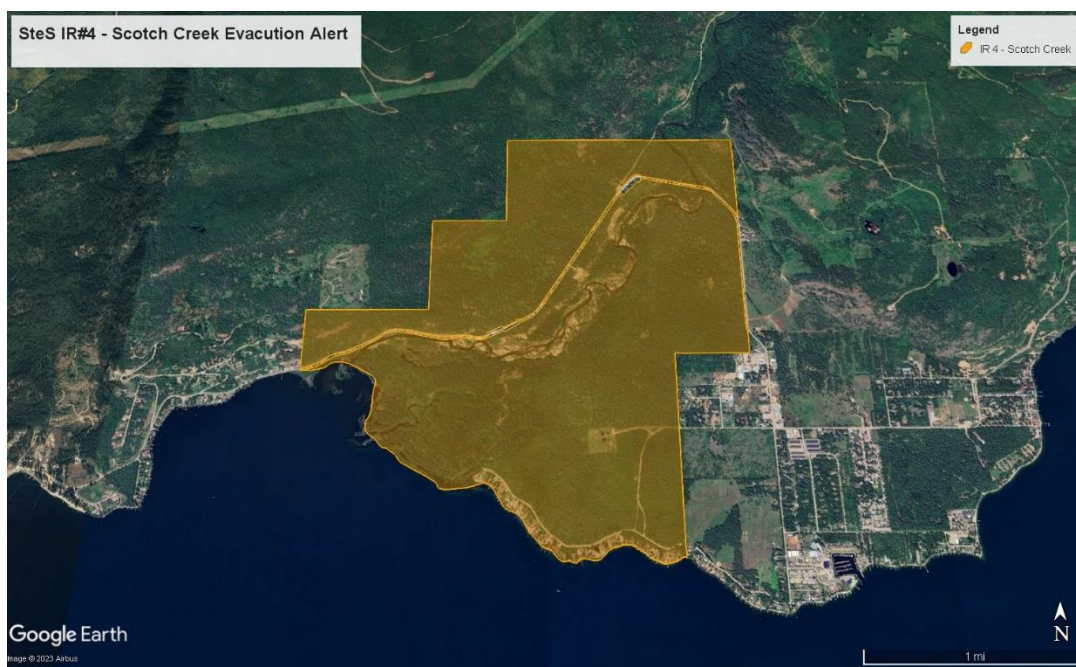 SteS IR#4 - Scotch Creek Evacution Alert
Legend
IR 4 - Scotch Creek
Google Earth
Image © 2023 Airbus
N
1 mi